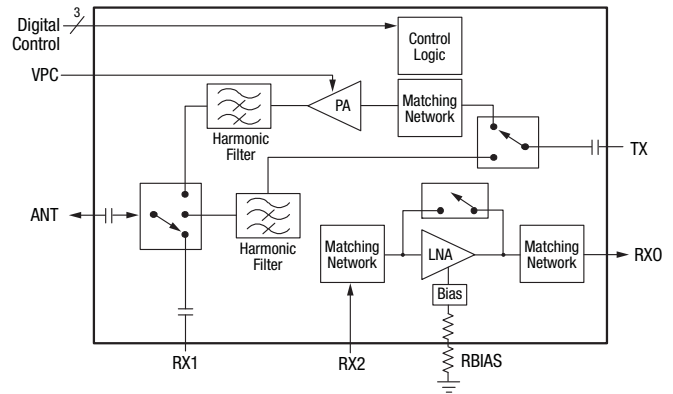 3
Digital
Control
Control
Logic
VPC
PA
Matching
Network
Harmonic
Filter
TX
ANT
Harmonic
Filter
Matching
Network
LNA
Matching
Network
RXO
Bias
RX1
RX2
RBIAS